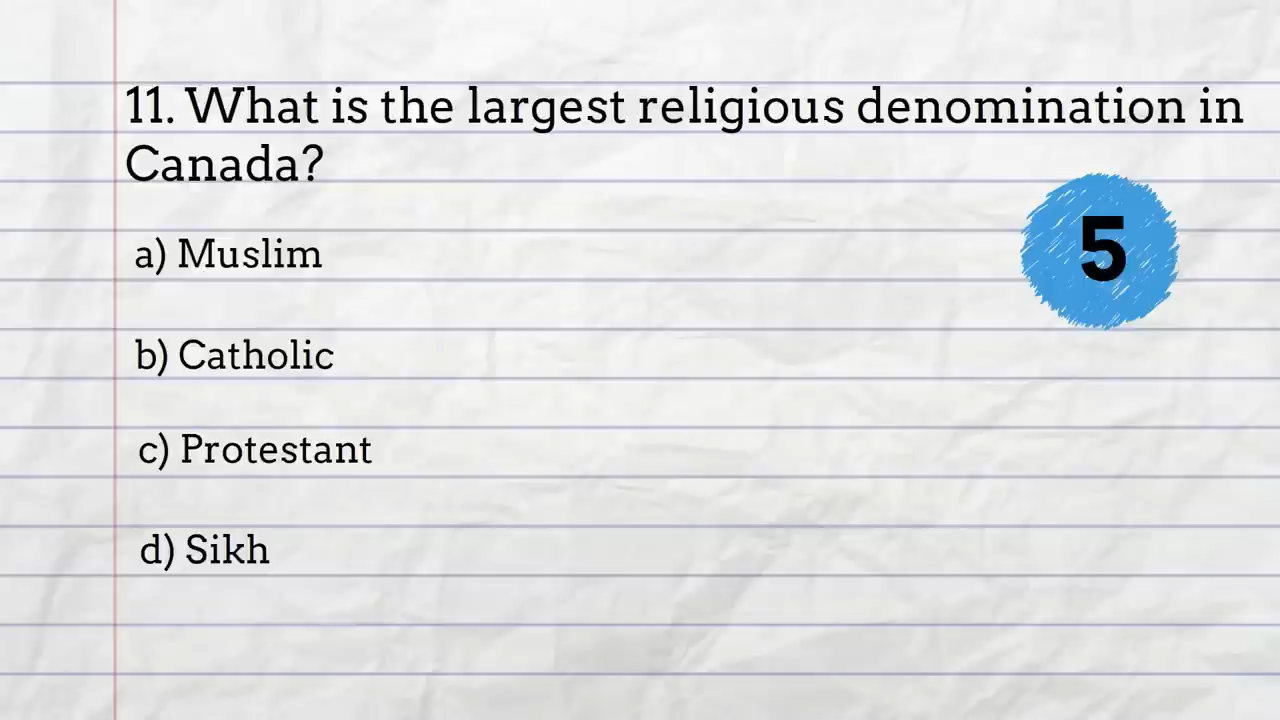 11. What is the largest religious denomination in
Canada?
5
a) Muslim
b) Catholic
c) Protestant
d) Sikh